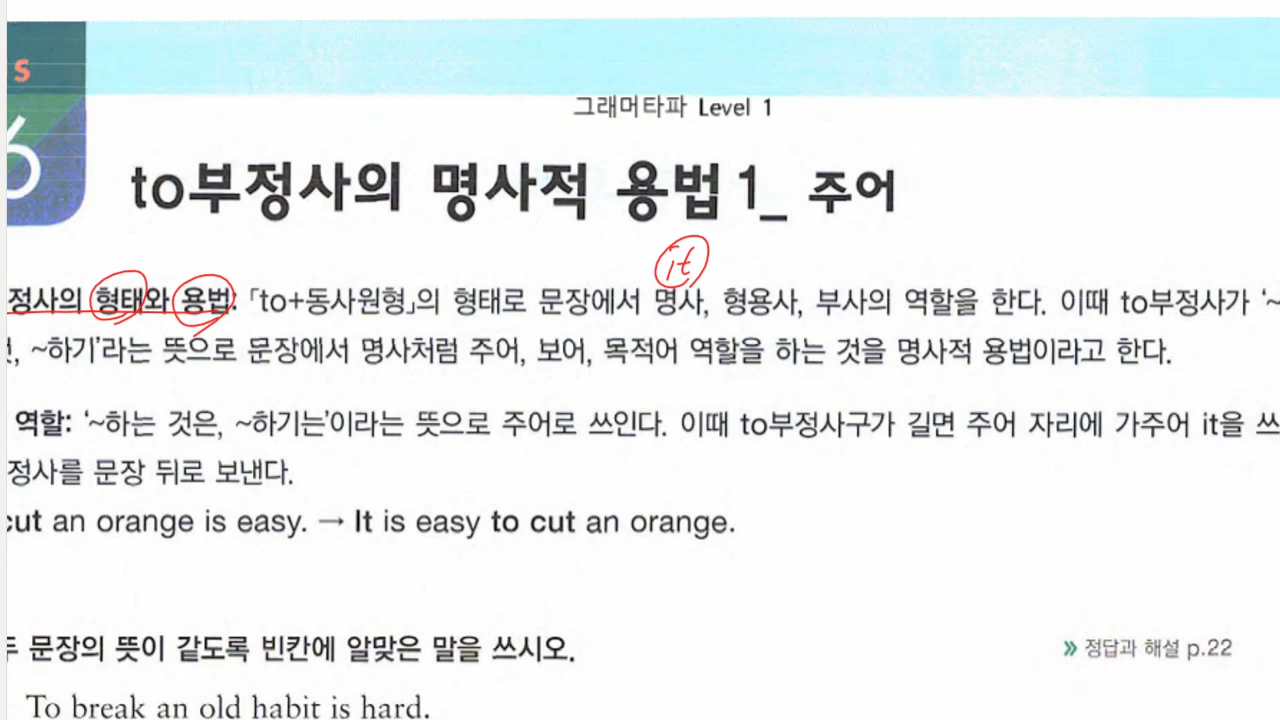 S
6
그래머타파 Level 1
to부정사의 명사적 용법 1_ 주어
it
정사의 형태와 용법: 「to+동사원형」의 형태로 문장에서 명사, 형용사, 부사의 역할을 한다. 이때 to부정사가 ‘~
, ~하기’라는 뜻으로 문장에서 명사처럼 주어, 보어, 목적어 역할을 하는 것을 명사적 용법이라고 한다.
역할: ‘~하는 것은, ~하기는’이라는 뜻으로 주어로 쓰인다. 이때 to부정사구가 길면 주어 자리에 가주어 it을 쓰
정사를 문장 뒤로 보낸다.
cut an orange is easy. → It is easy to cut an orange.
문장의 뜻이 같도록 빈칸에 알맞은 말을 쓰시오.
» 정답과 해설 p.22
To break an old habit is hard.